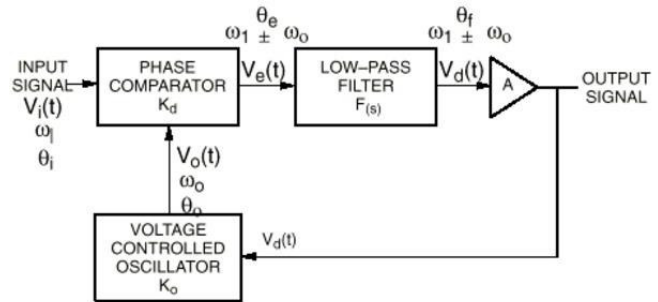 INPUT
SIGNAL
Vi(t)
ωI
θi
PHASE
COMPARATOR
Kd
θe
ω1 ± ωo
Ve(t)
LOW–PASS
FILTER
F(s)
θf
ω1 ± ωo
Vd(t)
A
OUTPUT
SIGNAL
Vo(t)
ωo
θo
VOLTAGE
CONTROLLED
OSCILLATOR
Ko
Vd(t)